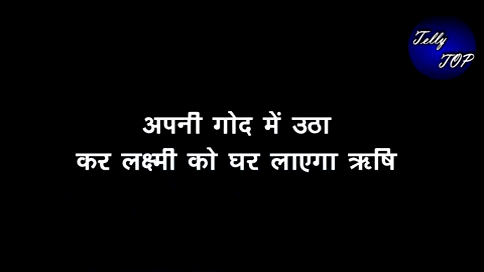 Telly
TOP
अपनी गोद में उठा
कर लक्ष्मी को घर लाएगा ऋषि